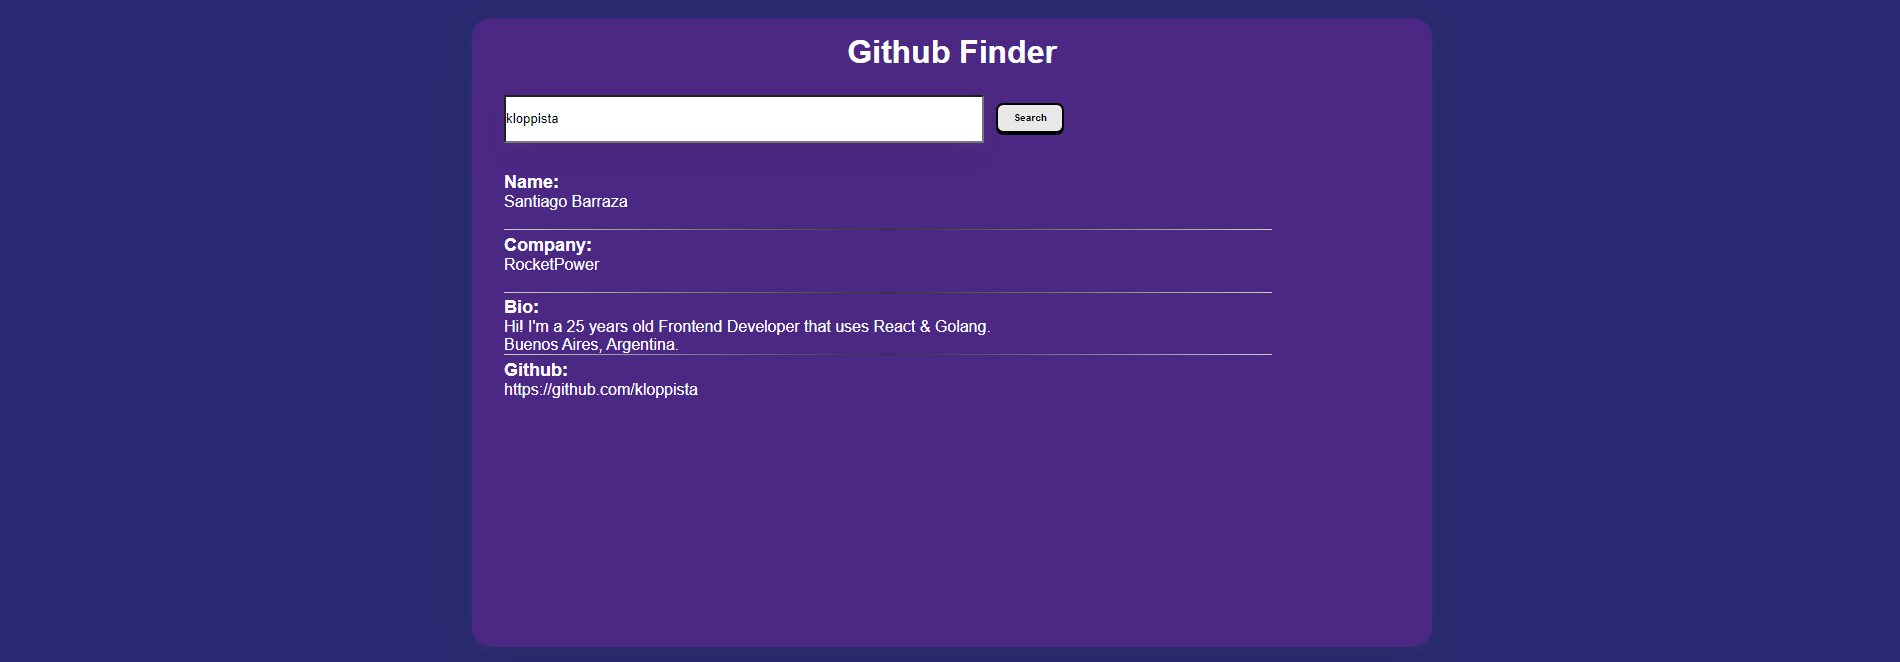 Github Finder
kloppista
Search
Name:
Santiago Barraza
Company:
RocketPower
Bio:
Hi! I'm a 25 years old Frontend Developer that uses React & Golang.
Buenos Aires, Argentina.
Github:
https://github.com/kloppista